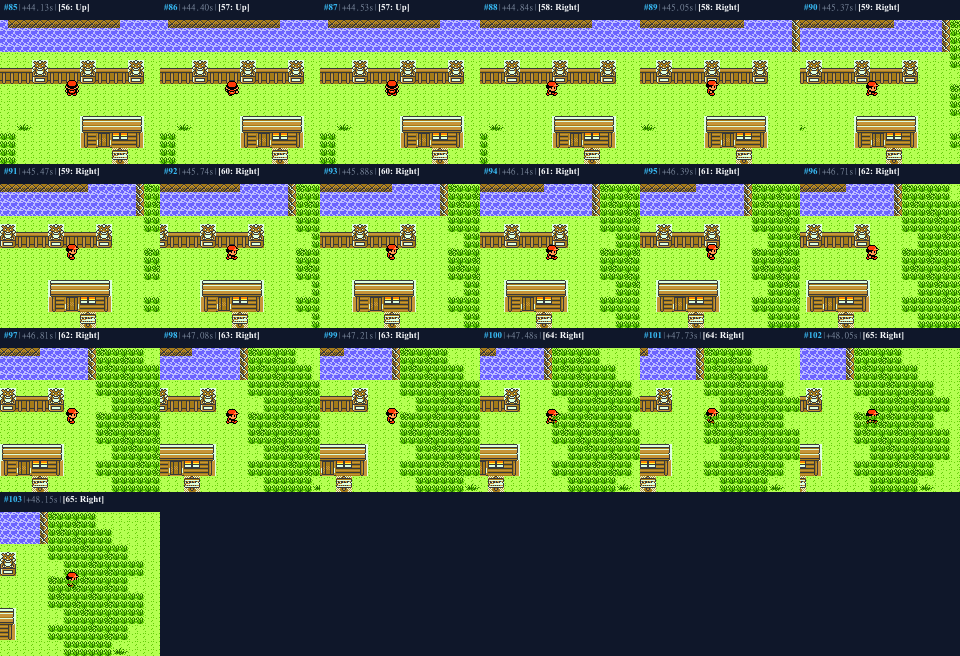 #85|+44.13s|[56: Up]
#86|+44.40s|[57: Up]
#87|+44.53s|[57: Up]
#88|+44.84s|[58: Right]
#89|+45.05s|[58: Right]
#90|+45.37s|[59: Right]
#91|+45.47s|[59: Right]
#92|+45.74s|[60: Right]
#93|+45.88s|[60: Right]
#94|+46.14s|[61: Right]
#95|+46.39s|[61: Right]
#96|+46.71s|[62: Right]
#97|+46.81s|[62: Right]
#98|+47.08s|[63: Right]
#99|+47.21s|[63: Right]
#100|+47.48s|[64: Right]
#101|+47.73s|[64: Right]
#102|+48.05s|[65: Right]
#103|+48.15s|[65: Right]